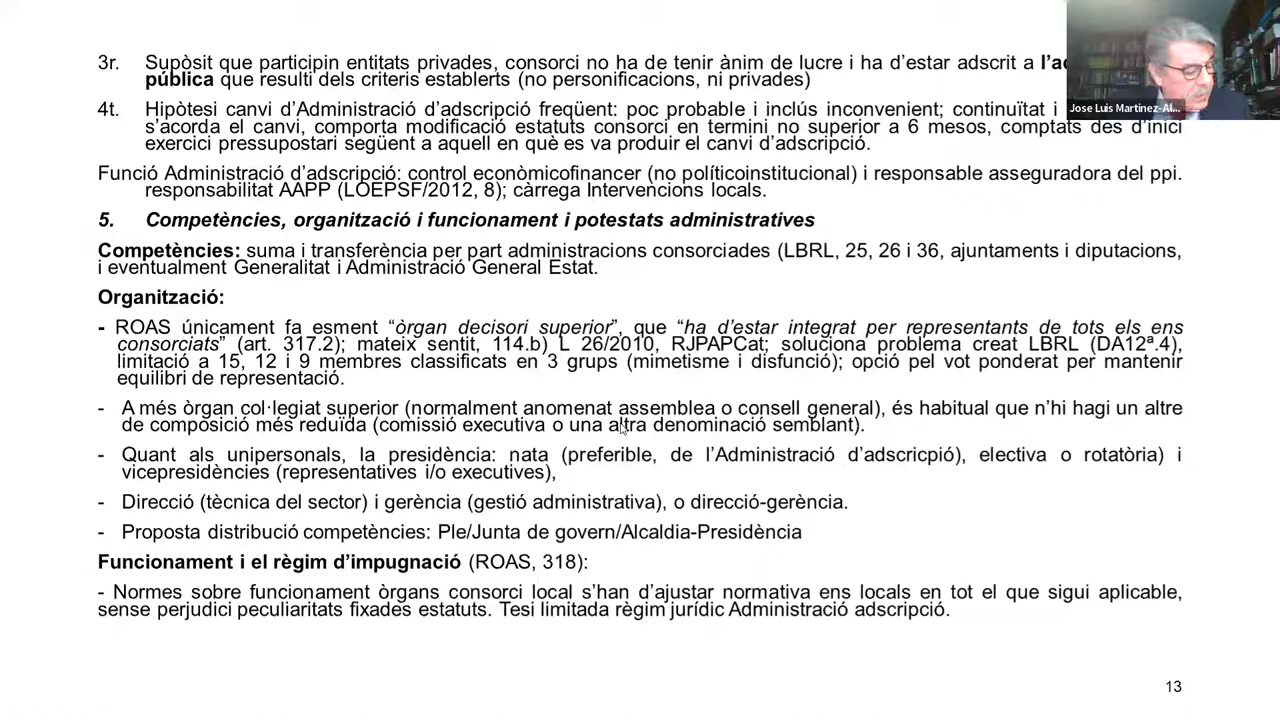 3r. Supòsit que participin entitats privades, consorci no ha de tenir ànim de lucre i ha d'estar adscrit a
pública que resulti dels criteris establerts (no personificacions, ni privades)
4t. Hipòtesi canvi d'Administració d'adscripció freqüent: poc probable i inclús inconvenient; continuïtat i
s'acorda el canvi, comporta modificació estatuts consorci en termini no superior a 6 mesos, comptats des d'inici
exercici pressupostari següent a aquell en què es va produir el canvi d'adscripció.
Funció Administració d'adscripció: control econòmicofinancer (no políticoinstitucional) i responsable asseguradora del ppi.
responsabilitat AAPP (LOEPSF/2012, 8); càrrega Intervencions locals.
5. Competències, organització i funcionament i potestats administratives
Competències: suma i transferència per part administracions consorciades (LBRL, 25, 26 i 36, ajuntaments i diputacions,
i eventualment Generalitat i Administració General Estat.
Organització:
- ROAS únicament fa esment “òrgan decisori superior”, que “ha d'estar integrat per representants de tots els ens
consorciats” (art. 317.2); mateix sentit, 114.b) L 26/2010, RJPAPCat; soluciona problema creat LBRL (DA12ª.4),
limitació a 15, 12 i 9 membres classificats en 3 grups (mimetisme i disfunció); opció pel vot ponderat per mantenir
equilibri de representació.
- A més òrgan col·legiat superior (normalment anomenat assemblea o consell general), és habitual que n'hi hagi un altre
de composició més reduïda (comissió executiva o una altra denominació semblant).
- Quant als unipersonals, la presidència: nata (preferible, de l'Administració d'adscricpió), electiva o rotatòria) i
vicepresidències (representatives i/o executives),
- Direcció (tècnica del sector) i gerència (gestió administrativa), o direcció-gerència.
- Proposta distribució competències: Ple/Junta de govern/Alcaldia-Presidència
Funcionament i el règim d'impugnació (ROAS, 318):
- Normes sobre funcionament òrgans consorci local s'han d'ajustar normativa ens locals en tot el que sigui aplicable,
sense perjudici peculiaritats fixades estatuts. Tesi limitada règim jurídic Administració adscripció.
13
Jose Luis Martinez-Al...